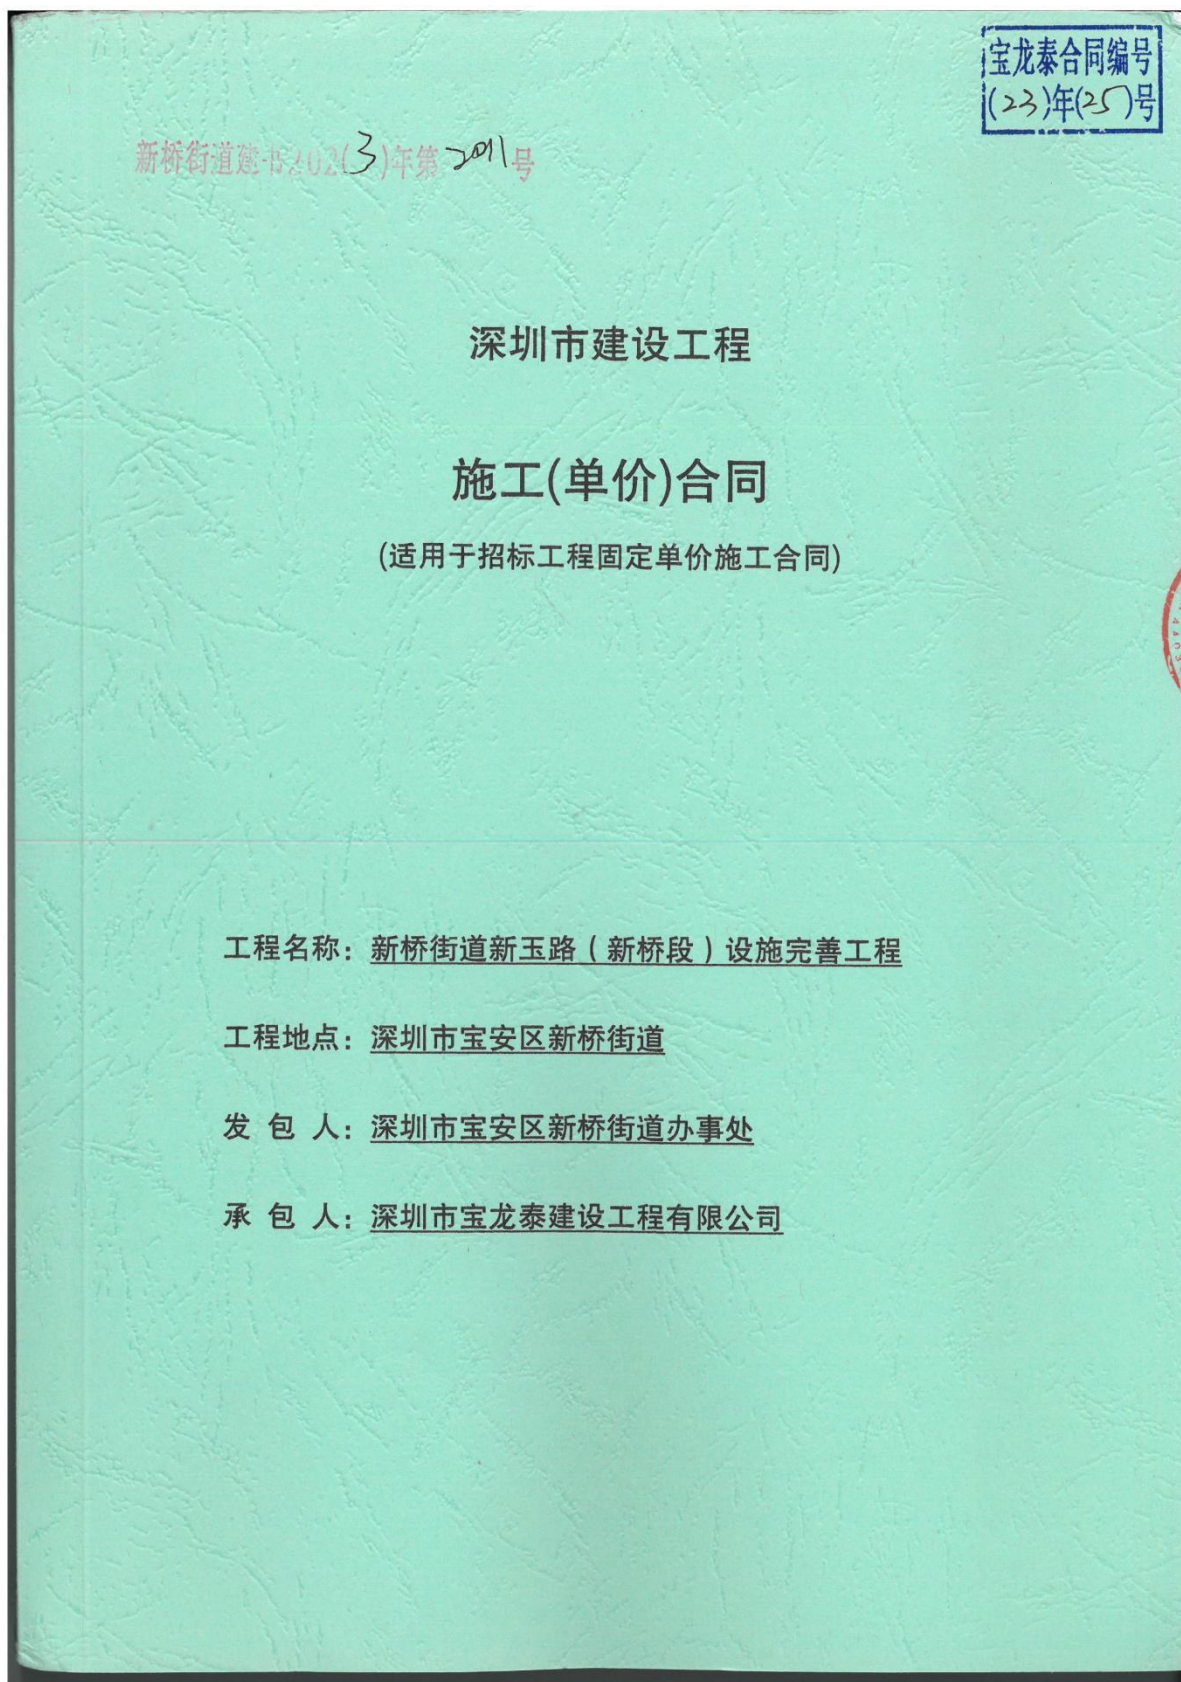 宝龙泰合同编号
(23)年(25)号
新桥街道建-B202(3)年第2011号
深圳市建设工程
施工(单价)合同
(适用于招标工程固定单价施工合同)
工程名称：新桥街道新玉路（新桥段）设施完善工程
工程地点：深圳市宝安区新桥街道
发 包 人：深圳市宝安区新桥街道办事处
承 包 人：深圳市宝龙泰建设工程有限公司